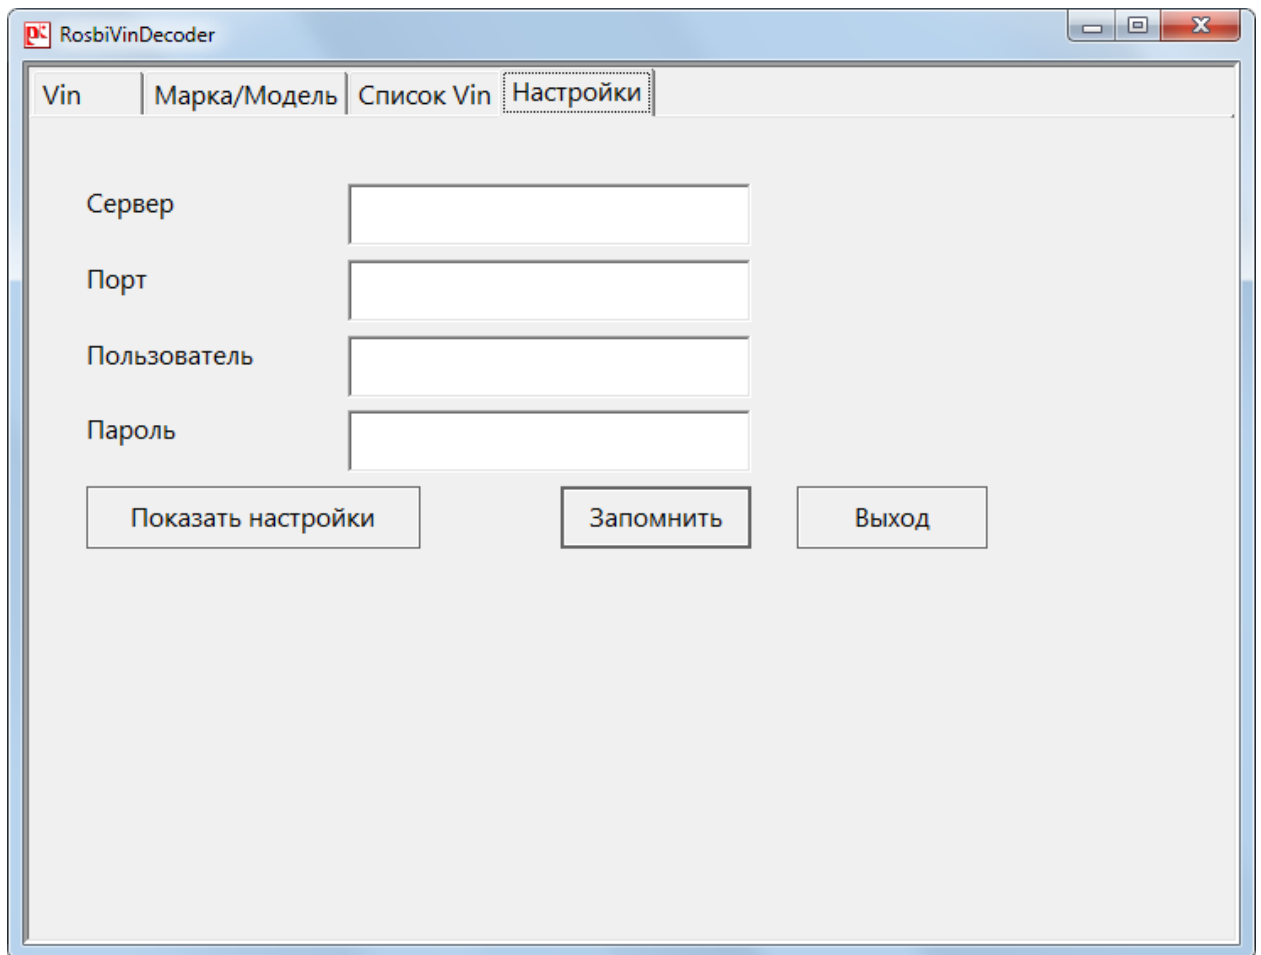 RosbiVinDecoder
Vin Марка/Модель Список Vin Настройки
Сервер
Порт
Пользователь
Пароль
Показать настройки Запомнить Выход